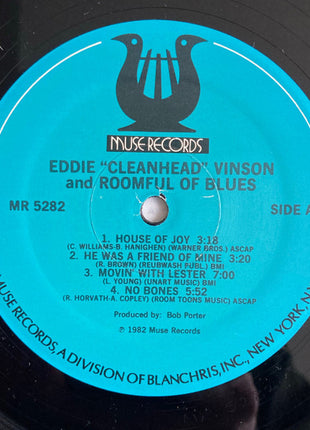 MUSE RECORDS
EDDIE "CLEANHEAD" VINSON
and ROOMFUL OF BLUES
MR 5282
SIDE A
1. HOUSE OF JOY 3:18
(C. WILLIAMS-B. HANIGHEN) (WARNER BROS.) ASCAP
2. HE WAS A FRIEND OF MINE 3:20
(R. BROWN) (REUBWASH PUBL.) BMI
3. MOVIN' WITH LESTER 7:00
(L. YOUNG) (UNART MUSIC) BMI
4. NO BONES 5:52
(R. HORVATH-A. COPLEY) (ROOM TOONS MUSIC) ASCAP
Produced by: Bob Porter
© 1982 Muse Records
MUSE RECORDS, A DIVISION OF BLANCHRIS, INC., NEW YORK,